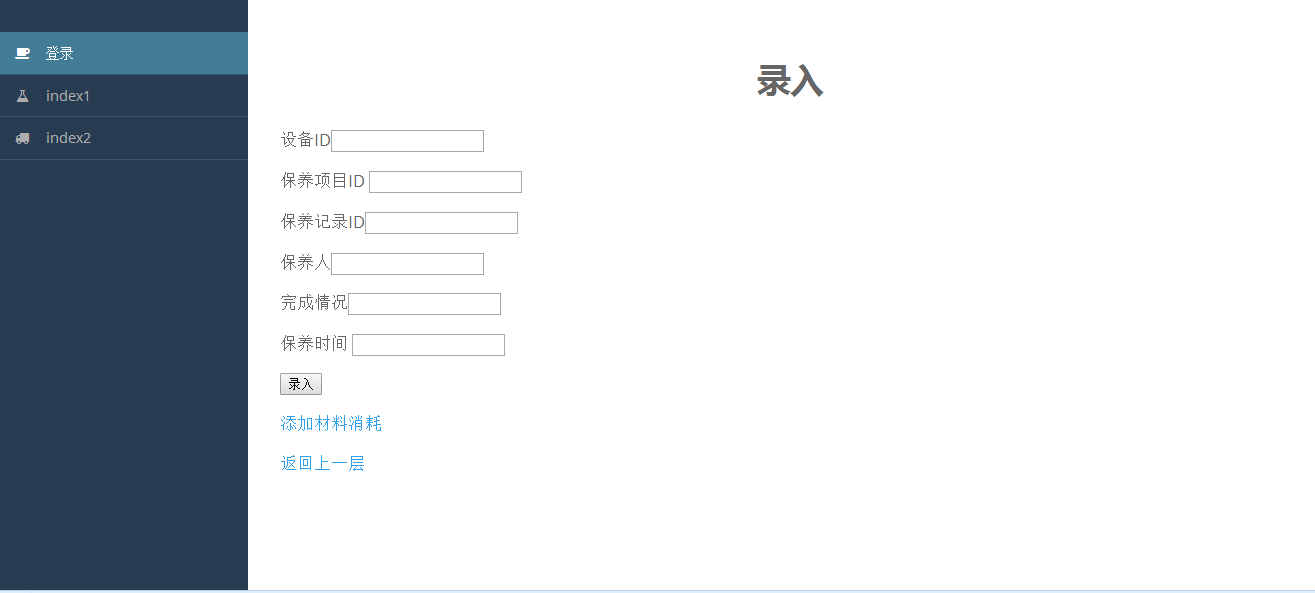 登录
index1
index2
录入
设备ID
保养项目ID
保养记录ID
保养人
完成情况
保养时间
录入
添加材料消耗
返回上一层